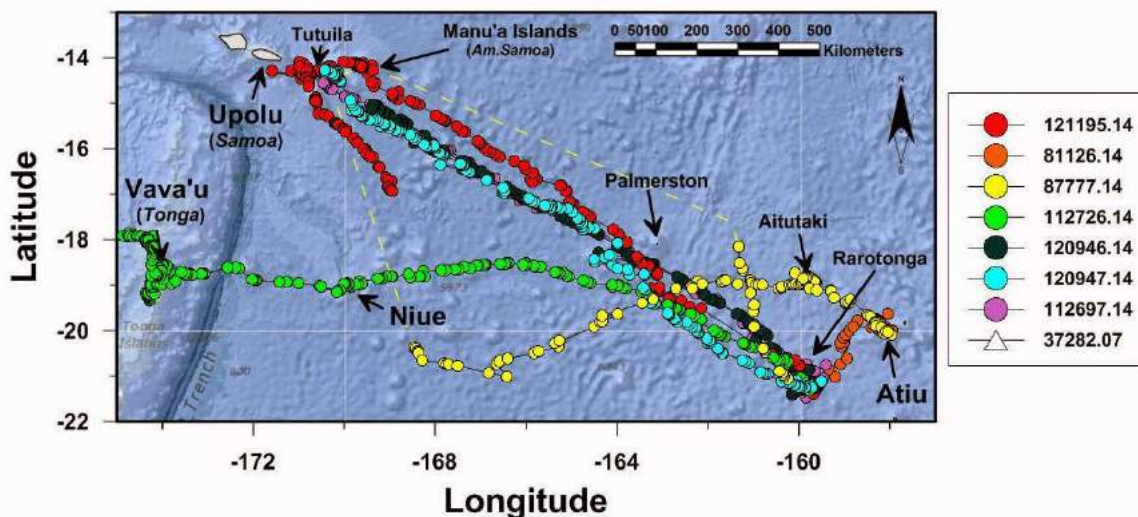 Tutuila
Manu'a Islands
(Am.Samoa)
0 50100 200 300 400 500
Kilometers
N
S
Upolu
(Samoa)
Vava'u
(Tonga)
Palmerston
Aitutaki
Rarotonga
Niue
Atiu
Tonga
Islands
Trench
-14
-16
-18
-20
-22
Latitude
-172
-168
-164
-160
Longitude
121195.14
81126.14
87777.14
112726.14
120946.14
120947.14
112697.14
37282.07